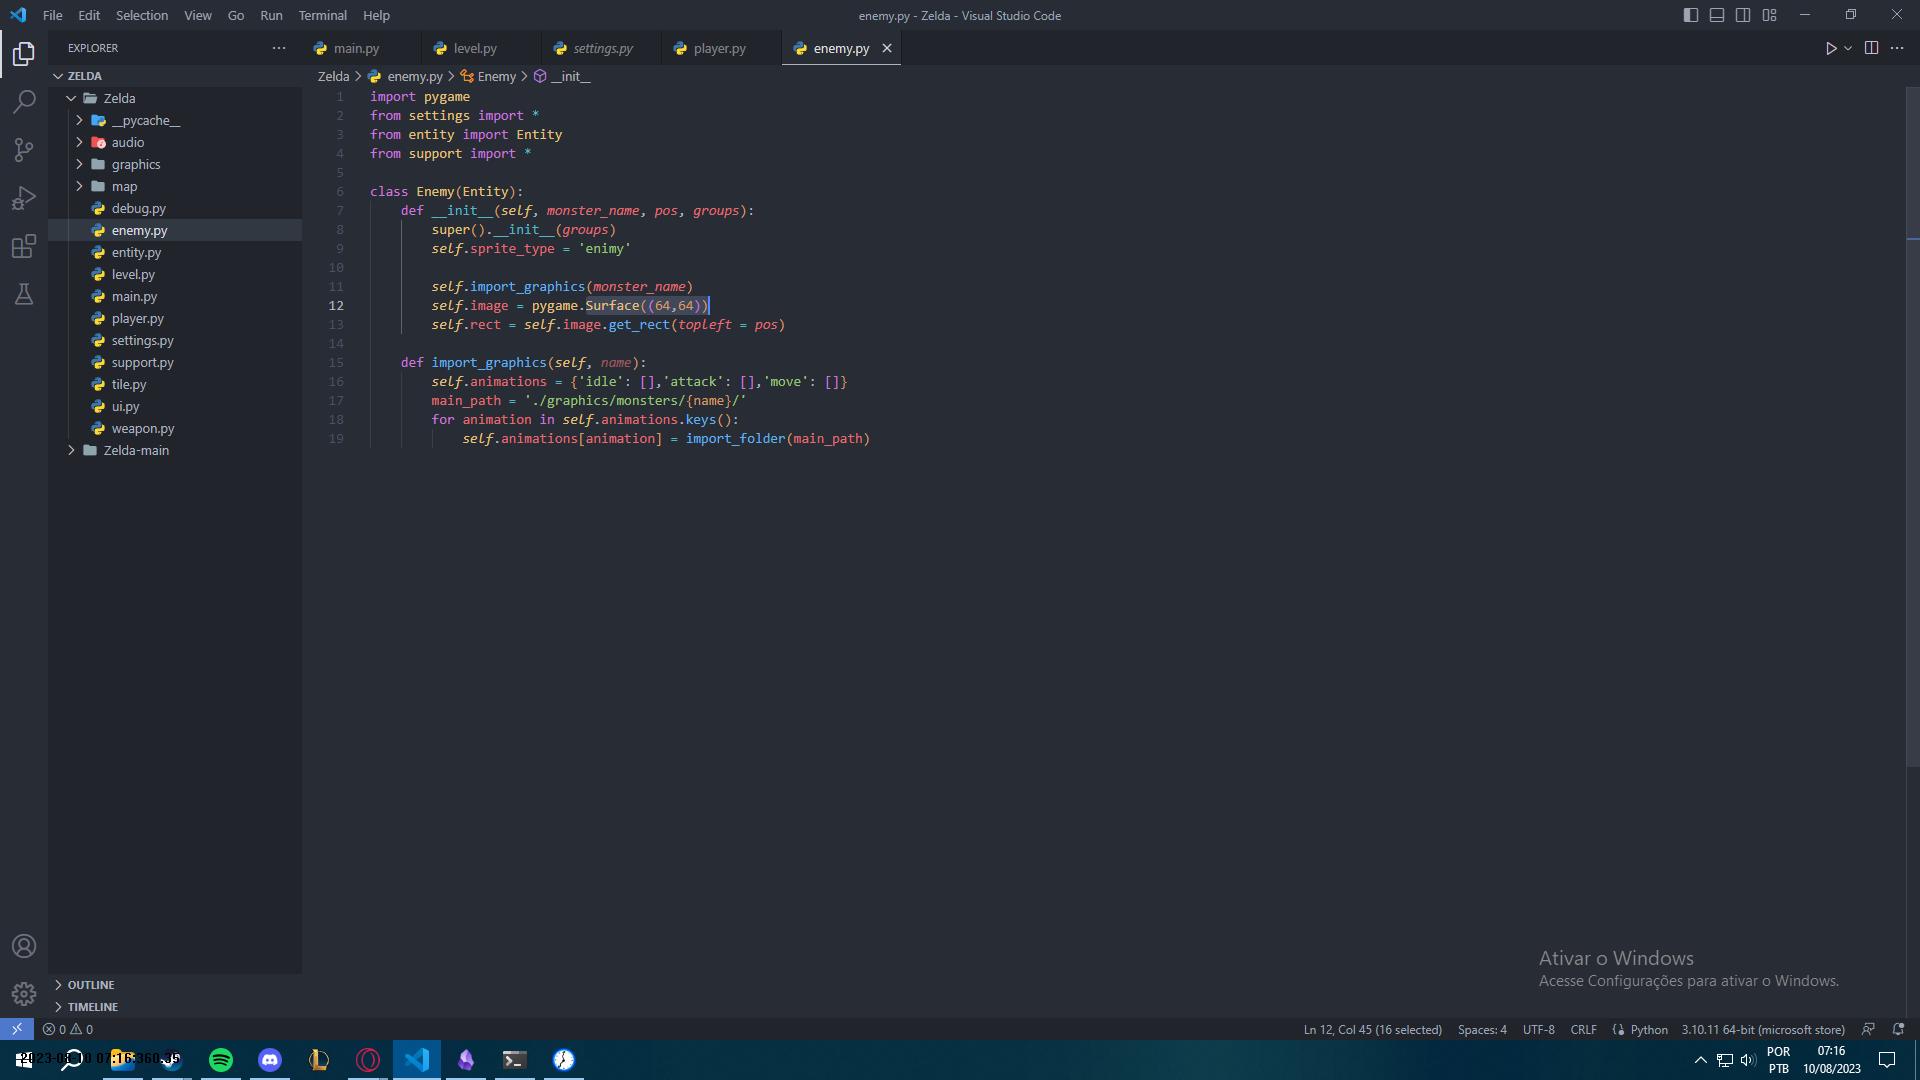 File Edit Selection View Go Run Terminal Help
enemy.py - Zelda - Visual Studio Code
EXPLORER
main.py
level.py
settings.py
player.py
enemy.py
ZELDA
Zelda
__pycache__
audio
graphics
map
debug.py
enemy.py
entity.py
level.py
main.py
player.py
settings.py
support.py
tile.py
ui.py
weapon.py
Zelda-main
OUTLINE
TIMELINE
Zelda > enemy.py > Enemy > __init__
1 import pygame
2 from settings import *
3 from entity import Entity
4 from support import *
5
6 class Enemy(Entity):
7 def __init__(self, monster_name, pos, groups):
8 super().__init__(groups)
9 self.sprite_type = 'enimy'
10
11 self.import_graphics(monster_name)
12 self.image = pygame.Surface((64,64))
13 self.rect = self.image.get_rect(topleft = pos)
14
15 def import_graphics(self, name):
16 self.animations = {'idle': [],'attack': [],'move': []}
17 main_path = './graphics/monsters/{name}/'
18 for animation in self.animations.keys():
19 self.animations[animation] = import_folder(main_path)
Ativar o Windows
Acesse Configurações para ativar o Windows.
0 0
Ln 12, Col 45 (16 selected) Spaces: 4 UTF-8 CRLF Python 3.10.11 64-bit (microsoft store)
POR
PTB
07:16
10/08/2023